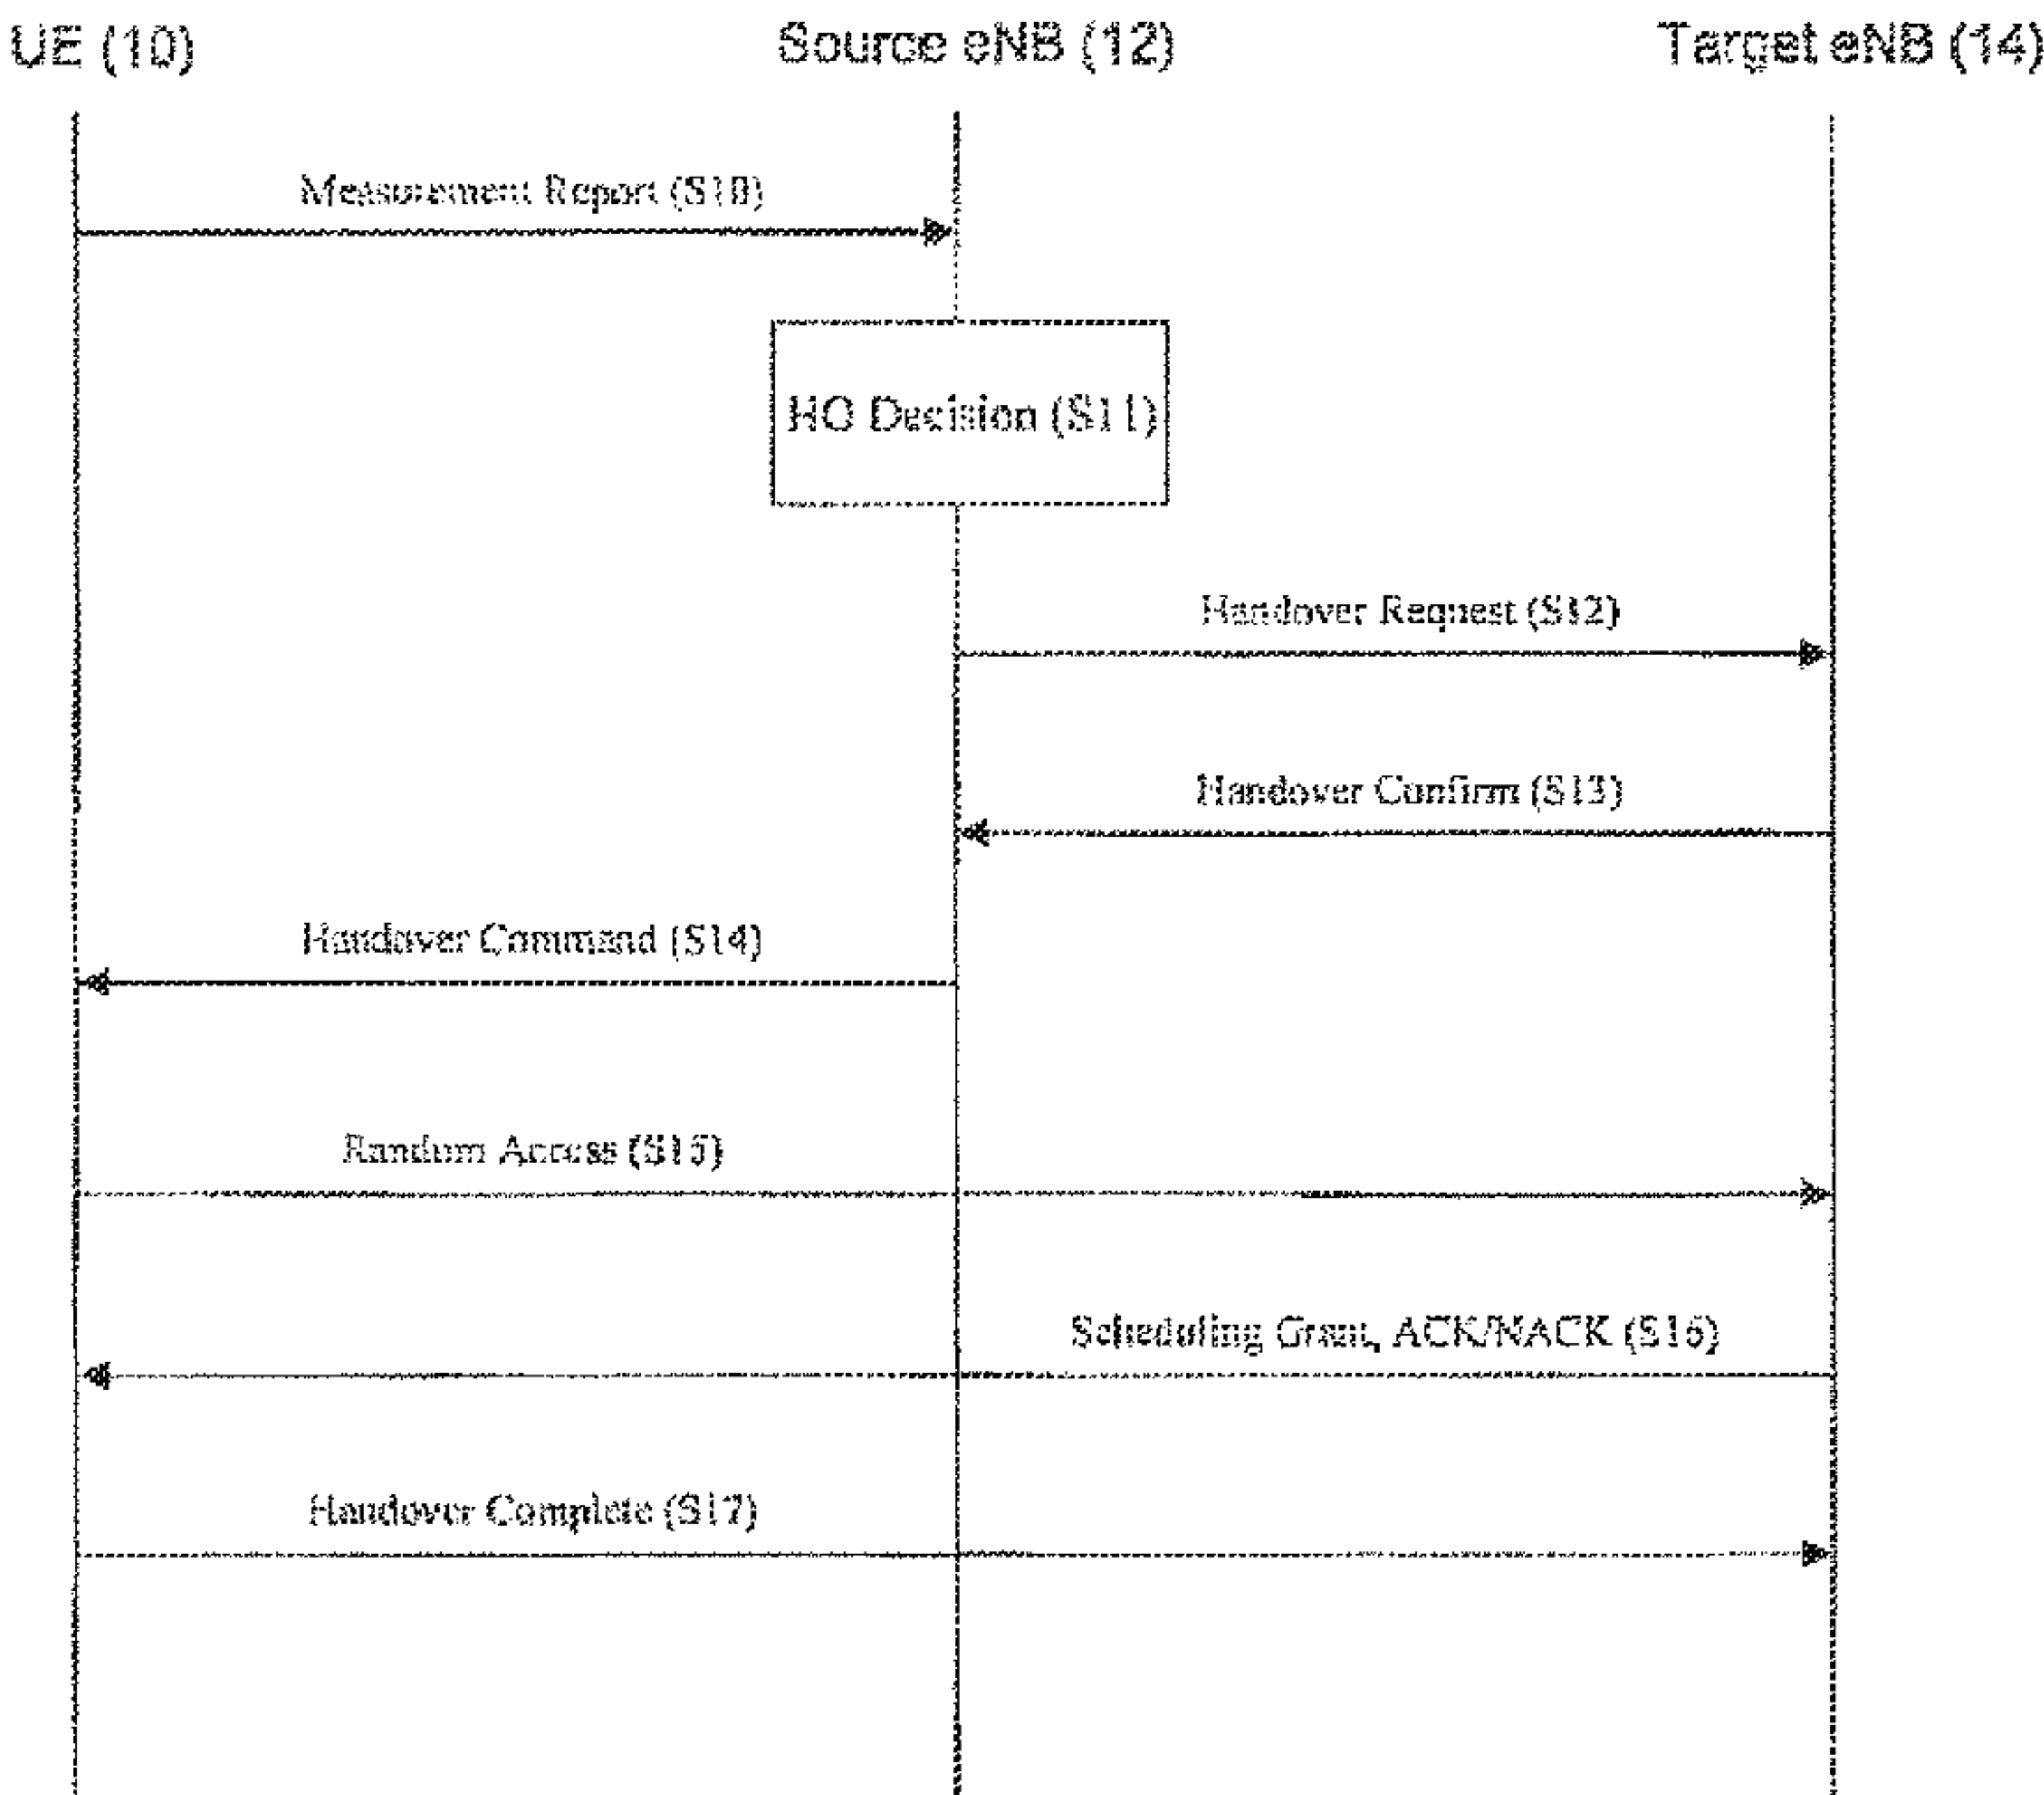 UE (10)
Source eNB (12)
Target eNB (14)
Measurement Report (S10)
HO Decision (S11)
Handover Request (S12)
Handover Confirm (S13)
Handover Command (S14)
Random Access (S15)
Scheduling Grant, ACK/NACK (S16)
Handover Complete (S17)